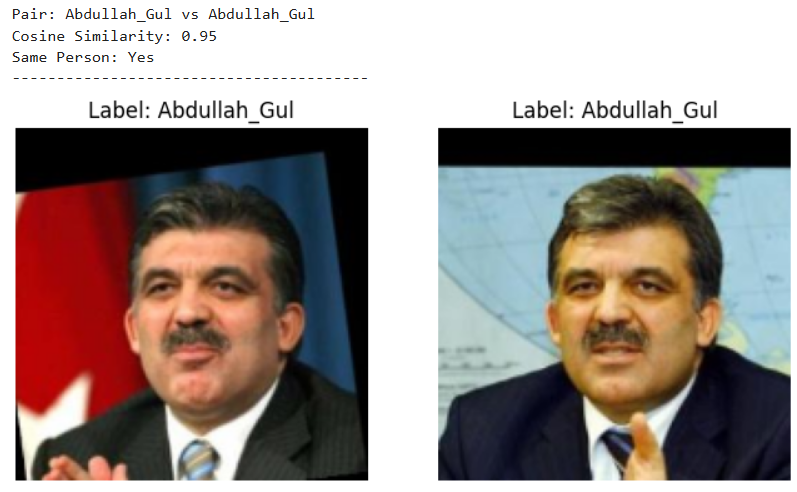 Pair: Abdullah_Gul vs Abdullah_Gul
Cosine Similarity: 0.95
Same Person: Yes
----------------------------------------
Label: Abdullah_Gul
Label: Abdullah_Gul